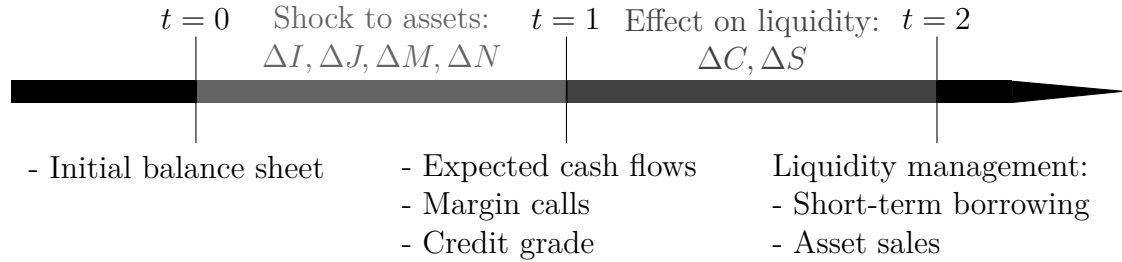 t = 0
Shock to assets:
ΔI, ΔJ, ΔM, ΔN
t = 1
Effect on liquidity:
ΔC, ΔS
t = 2
- Initial balance sheet
- Expected cash flows
- Margin calls
- Credit grade
Liquidity management:
- Short-term borrowing
- Asset sales